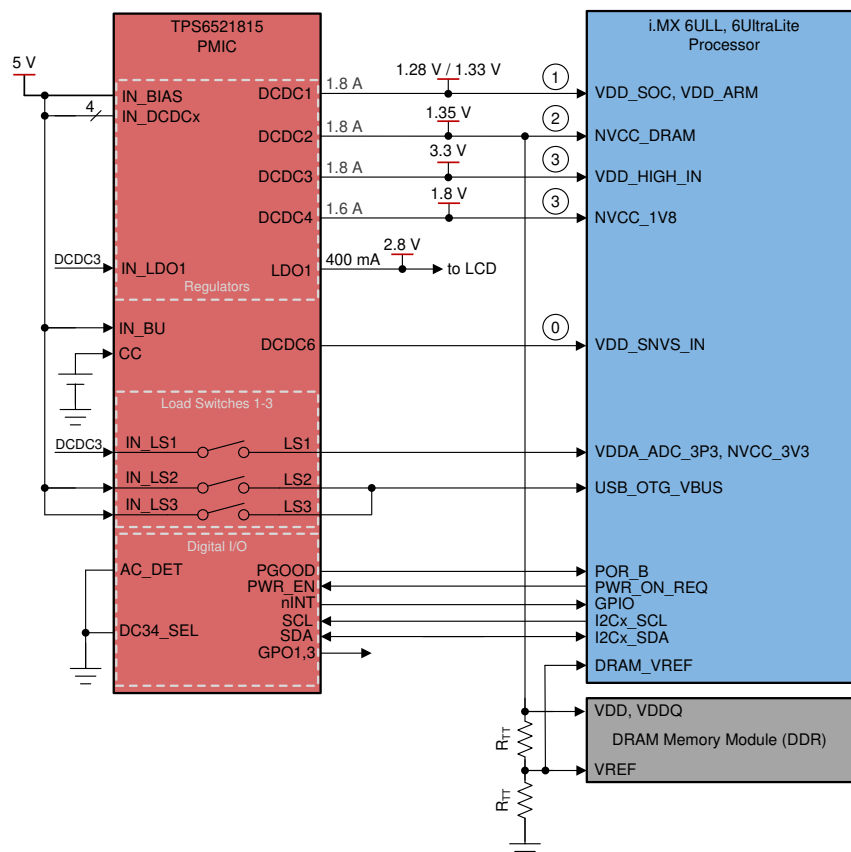 TPS6521815
PMIC
i.MX 6ULL, 6UltraLite
Processor
5 V
IN_BIAS
4
IN_DCDCx
DCDC1
1.8 A
1.28 V / 1.33 V
1
VDD_SOC, VDD_ARM
DCDC2
1.8 A
1.35 V
2
NVCC_DRAM
DCDC3
1.8 A
3.3 V
3
VDD_HIGH_IN
DCDC4
1.6 A
1.8 V
3
NVCC_1V8
DCDC3
IN_LDO1
LDO1
400 mA
2.8 V
to LCD
Regulators
IN_BU
CC
DCDC6
0
VDD_SNVS_IN
Load Switches 1-3
DCDC3
IN_LS1
LS1
VDDA_ADC_3P3, NVCC_3V3
IN_LS2
LS2
USB_OTG_VBUS
IN_LS3
LS3
Digital I/O
AC_DET
DC34_SEL
PGOOD
POR_B
PWR_EN
PWR_ON_REQ
nINT
GPIO
SCL
I2Cx_SCL
SDA
I2Cx_SDA
GPO1,3
DRAM_VREF
VDD, VDDQ
DRAM Memory Module (DDR)
VREF
RTT
RTT